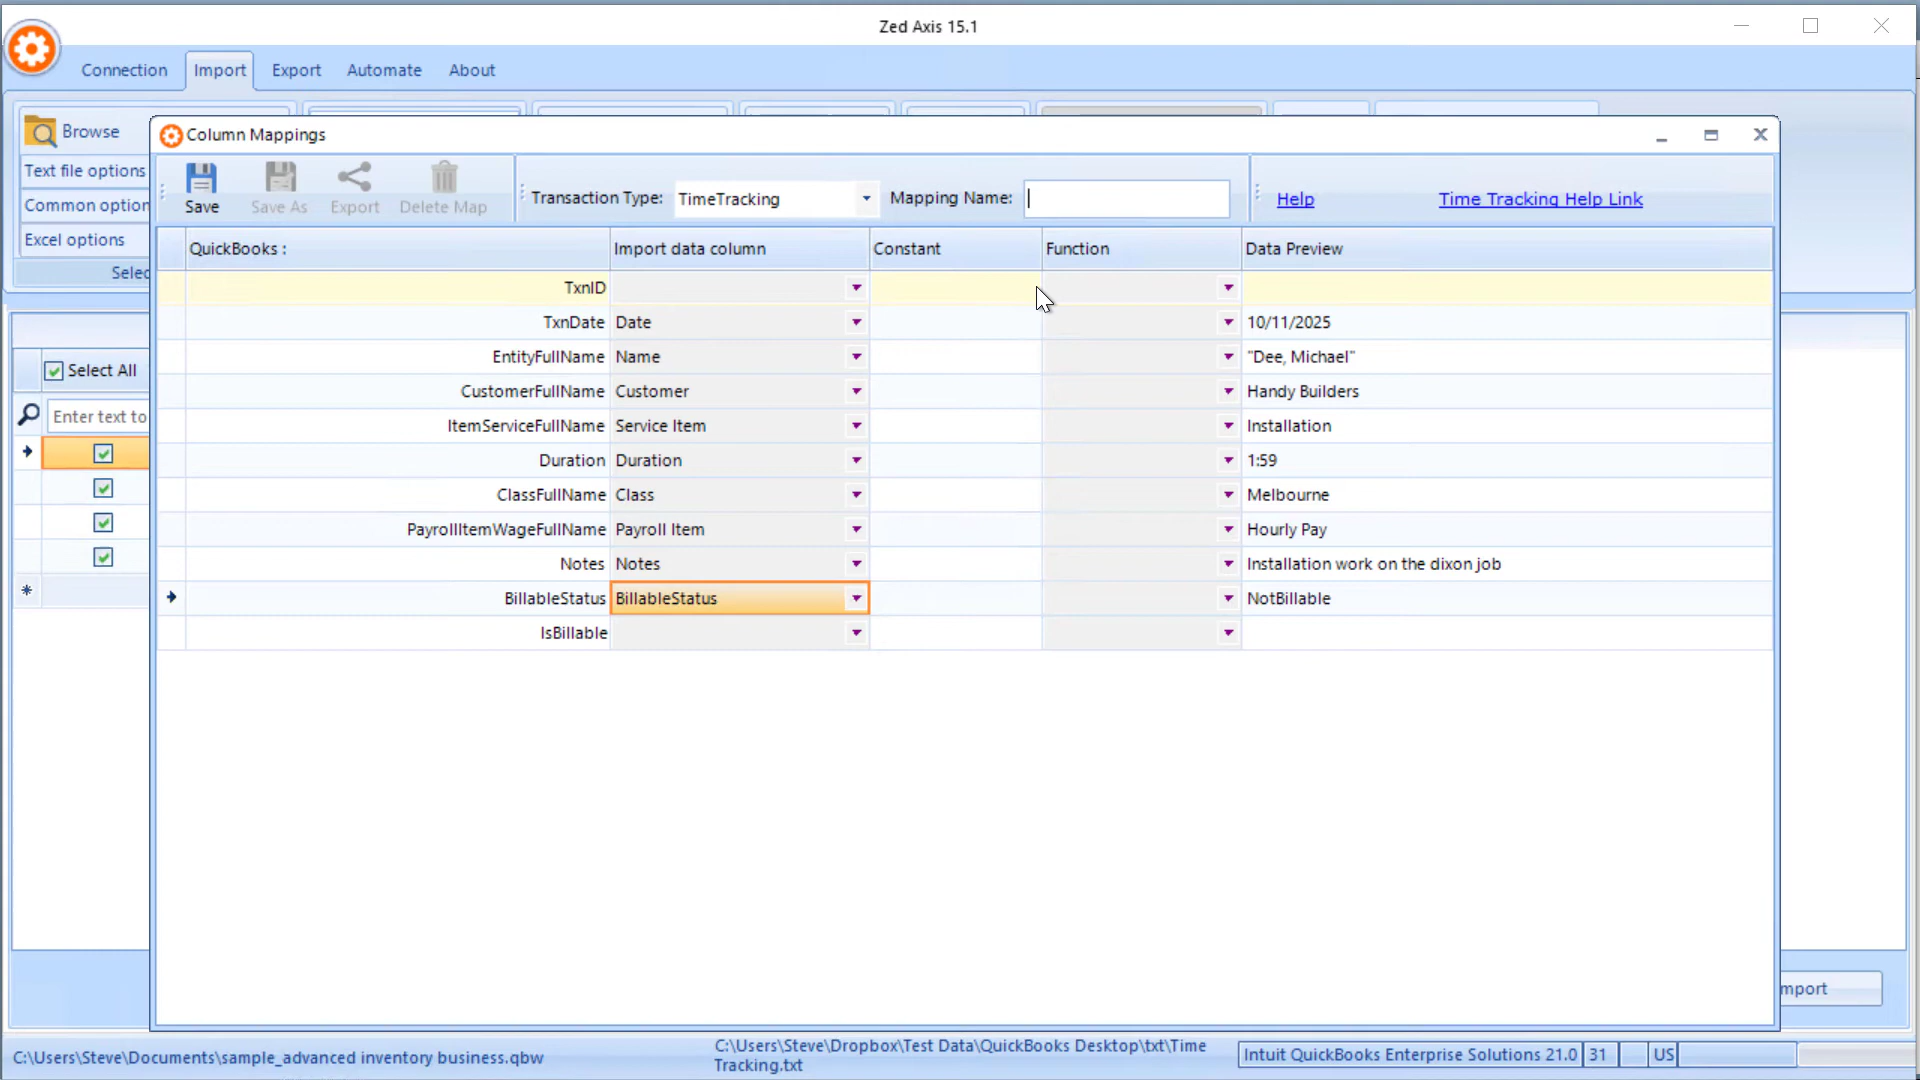 Zed Axis 15.1
Connection
Import
Export
Automate
About
Browse
Text file options
Common option
Excel options
Selec
Column Mappings
Save
Save As
Export
Delete Map
Transaction Type:
TimeTracking
Mapping Name:
Help
Time Tracking Help Link
QuickBooks :
Import data column
Constant
Function
Data Preview
TxnID
TxnDate Date 10/11/2025
EntityFullName Name "Dee, Michael"
CustomerFullName Customer Handy Builders
ItemServiceFullName Service Item Installation
Duration Duration 1:59
ClassFullName Class Melbourne
PayrollItemWageFullName Payroll Item Hourly Pay
Notes Notes Installation work on the dixon job
BillableStatus BillableStatus NotBillable
IsBillable
Select All
Enter text to
mport
C:\Users\Steve\Documents\sample_advanced inventory business.qbw
C:\Users\Steve\Dropbox\Test Data\QuickBooks Desktop\txt\Time
Tracking.txt
Intuit QuickBooks Enterprise Solutions 21.0
31
US